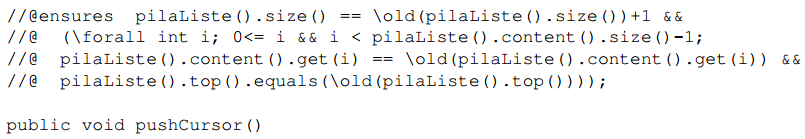 //@ensures  pilaListe().size() == \old(pilaListe().size())+1 &&
//@  (\forall int i; 0<= i && i < pilaListe().content().size()-1;
//@  pilaListe().content().get(i) == \old(pilaListe().content().get(i)) &&
//@  pilaListe().top().equals(\old(pilaListe().top())));
public void pushCursor()